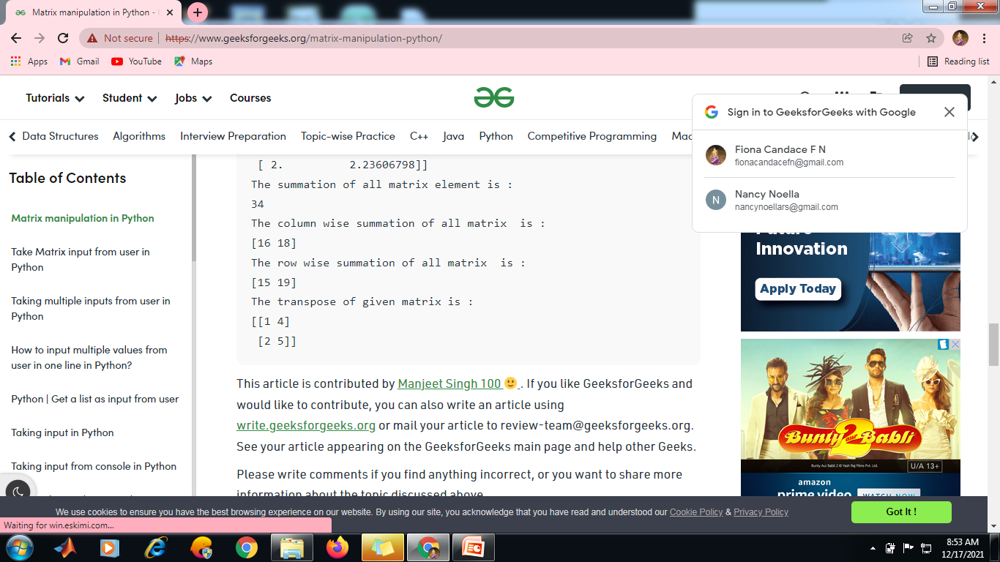 Matrix manipulation in Python -
Not secure
https://www.geeksforgeeks.org/matrix-manipulation-python/
Apps Gmail YouTube Maps
Reading list
Tutorials Student Jobs Courses
Data Structures Algorithms Interview Preparation Topic-wise Practice C++ Java Python Competitive Programming
Sign in to GeeksforGeeks with Google
Fiona Candace F N
fionacandacefn@gmail.com
N
Nancy Noella
nancynoellars@gmail.com
Table of Contents
Matrix manipulation in Python
Take Matrix input from user in
Python
Taking multiple inputs from user in
Python
How to input multiple values from
user in one line in Python?
Python | Get a list as input from user
Taking input in Python
Taking input from console in Python
[ 2.         2.23606798]]
The summation of all matrix element is :
34
The column wise summation of all matrix  is :
[16 18]
The row wise summation of all matrix  is :
[15 19]
The transpose of given matrix is :
[[1 4]
 [2 5]]
This article is contributed by Manjeet Singh 100 🙂 . If you like GeeksforGeeks and
would like to contribute, you can also write an article using
write.geeksforgeeks.org or mail your article to review-team@geeksforgeeks.org.
See your article appearing on the GeeksforGeeks main page and help other Geeks.
Please write comments if you find anything incorrect, or you want to share more
information about the topic discussed above
Future
Innovation
Apply Today
Bunty aur Babli 2
Bunty Aur Babli 2 © Yash Raj Films Pvt. Ltd.
U/A 13+
amazon
prime video
WATCH NOW
We use cookies to ensure you have the best browsing experience on our website. By using our site, you acknowledge that you have read and understood our Cookie Policy & Privacy Policy
Got It !
Waiting for win.eskimi.com...
8:53 AM
12/17/2021